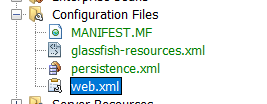 Configuration Files
MANIFEST.MF
glassfish-resources.xml
persistence.xml
web.xml